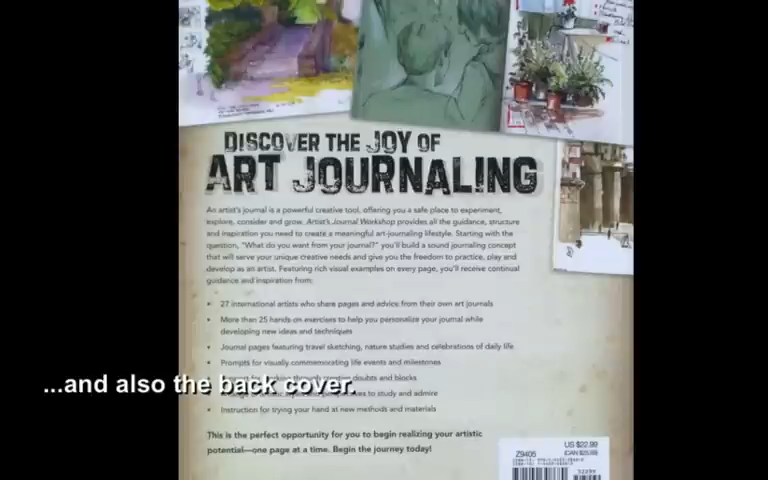 DISCOVER THE JOY OF
ART JOURNALING
An artist's journal is a powerful creative tool, offering you a safe place to experiment,
explore, consider and grow. Artist's Journal Workshop provides all the guidance, structure
and inspiration you need to create a meaningful art-journaling lifestyle. Starting with the
question, "What do you want from your journal?" you'll build a sound journaling concept
that will serve your unique creative needs and give you the freedom to practice, play and
develop as an artist. Featuring rich visual examples on every page, you'll receive continual
guidance and inspiration from:
• 27 international artists who share pages and advice from their own art journals
• More than 25 hands-on exercises to help you personalize your journal while
developing new ideas and techniques
• Journal pages featuring travel sketching, nature studies and celebrations of daily life
• Prompts for visually commemorating life events and milestones
• through doubts and blocks
...and also the back cover.
• to study and admire
• Instruction for trying your hand at new methods and materials
This is the perfect opportunity for you to begin realizing your artistic
potential—one page at a time. Begin the journey today!
Z9405
US $22.99